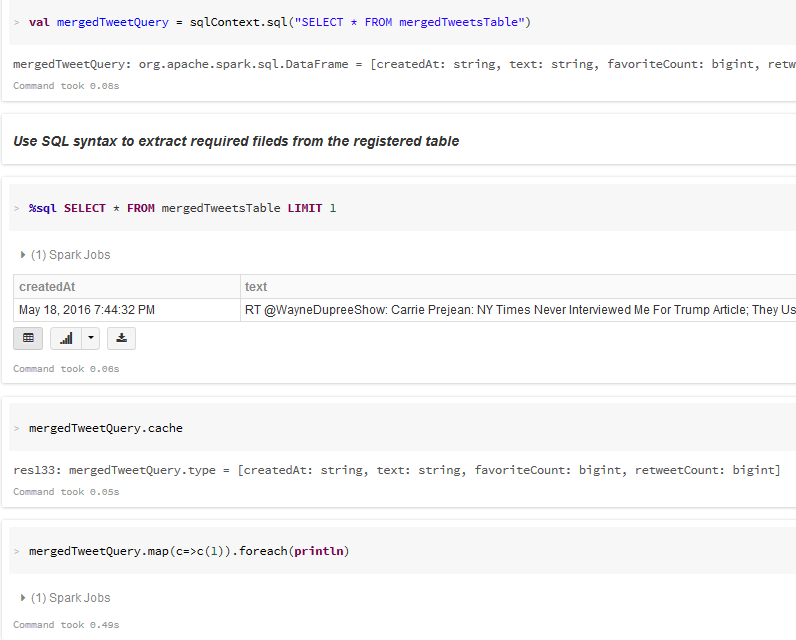 > val mergedTweetQuery = sqlContext.sql("SELECT * FROM mergedTweetsTable")
mergedTweetQuery: org.apache.spark.sql.DataFrame = [createdAt: string, text: string, favoriteCount: bigint, retw
Command took 0.08s
Use SQL syntax to extract required fileds from the registered table
> %sql SELECT * FROM mergedTweetsTable LIMIT 1
(1) Spark Jobs
createdAt text
May 18, 2016 7:44:32 PM RT @WayneDupreeShow: Carrie Prejean: NY Times Never Interviewed Me For Trump Article; They Us
Command took 0.06s
> mergedTweetQuery.cache
res133: mergedTweetQuery.type = [createdAt: string, text: string, favoriteCount: bigint, retweetCount: bigint]
Command took 0.05s
> mergedTweetQuery.map(c=>c(1)).foreach(println)
(1) Spark Jobs
Command took 0.49s